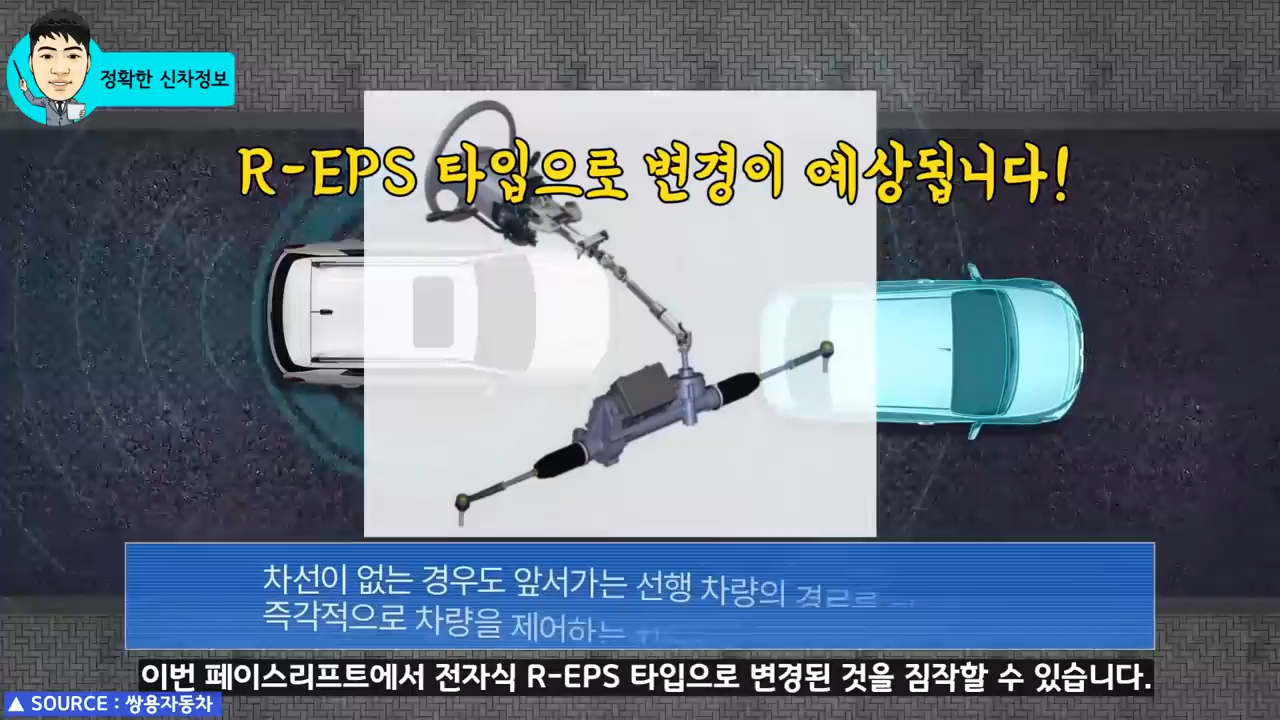 정확한 신차정보
R-EPS 타입으로 변경이 예상됩니다!
차선이 없는 경우도 앞서가는 선행 차량의
즉각적으로 차량을 제어하는
이번 페이스리프트에서 전자식 R-EPS 타입으로 변경된 것을 짐작할 수 있습니다.
▲ SOURCE : 쌍용자동차